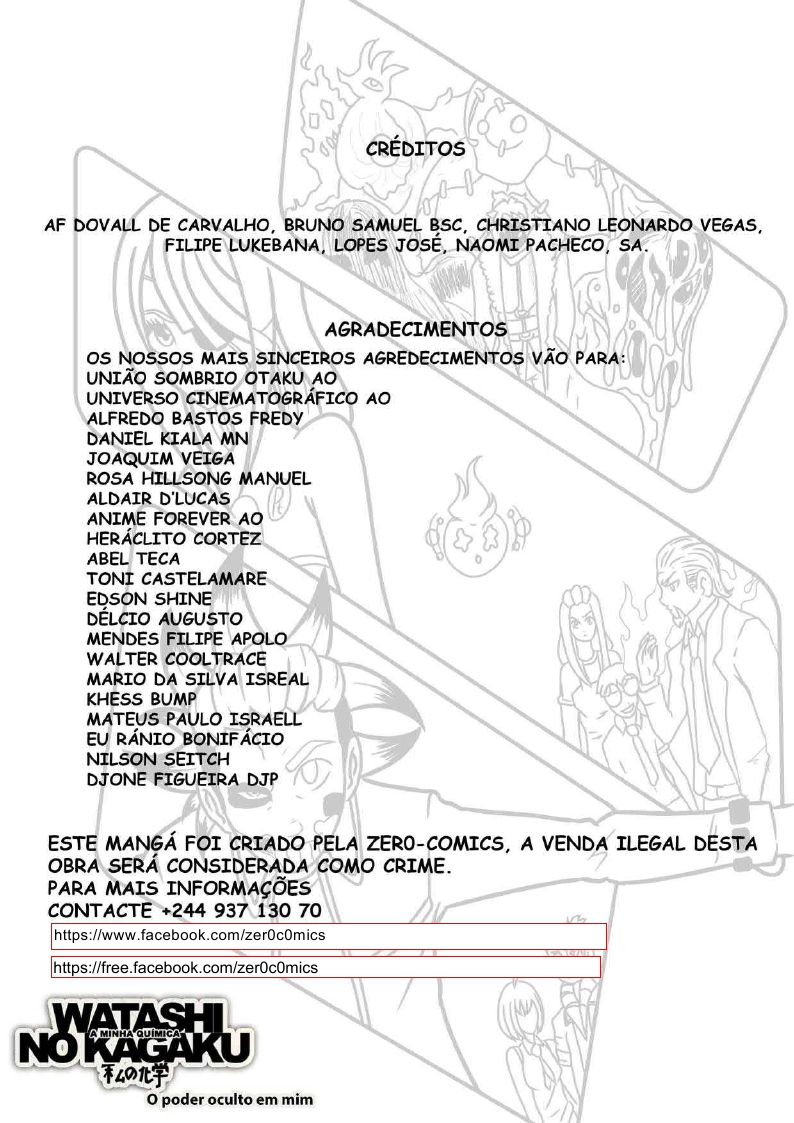 CRÉDITOS
AF DOVALL DE CARVALHO, BRUNO SAMUEL BSC, CHRISTIANO LEONARDO VEGAS,
FILIPE LUKEBANA, LOPES JOSÉ, NAOMI PACHECO, SA.
AGRADECIMENTOS
OS NOSSOS MAIS SINCEIROS AGREDECIMENTOS VÃO PARA:
UNIÃO SOMBRIO OTAKU AO
UNIVERSO CINEMATOGRÁFICO AO
ALFREDO BASTOS FREDY
DANIEL KIALA MN
JOAQUIM VEIGA
ROSA HILLSONG MANUEL
ALDAIR D'LUCAS
ANIME FOREVER AO
HERÁCLITO CORTEZ
ABEL TECA
TONI CASTELAMARE
EDSON SHINE
DÉLCIO AUGUSTO
MENDES FILIPE APOLO
WALTER COOLTRACE
MARIO DA SILVA ISREAL
KHESS BUMP
MATEUS PAULO ISRAELL
EU RÁNIO BONIFÁCIO
NILSON SEITCH
DJONE FIGUEIRA DJP
ESTE MANGÁ FOI CRIADO PELA ZER0-COMICS, A VENDA ILEGAL DESTA
OBRA SERÁ CONSIDERADA COMO CRIME.
PARA MAIS INFORMAÇÕES
CONTACTE +244 937 130 70
https://www.facebook.com/zer0c0mics
https://free.facebook.com/zer0c0mics
WATASHI
A MINHA QUÍMICA
NO KAGAKU
私の化学
O poder oculto em mim